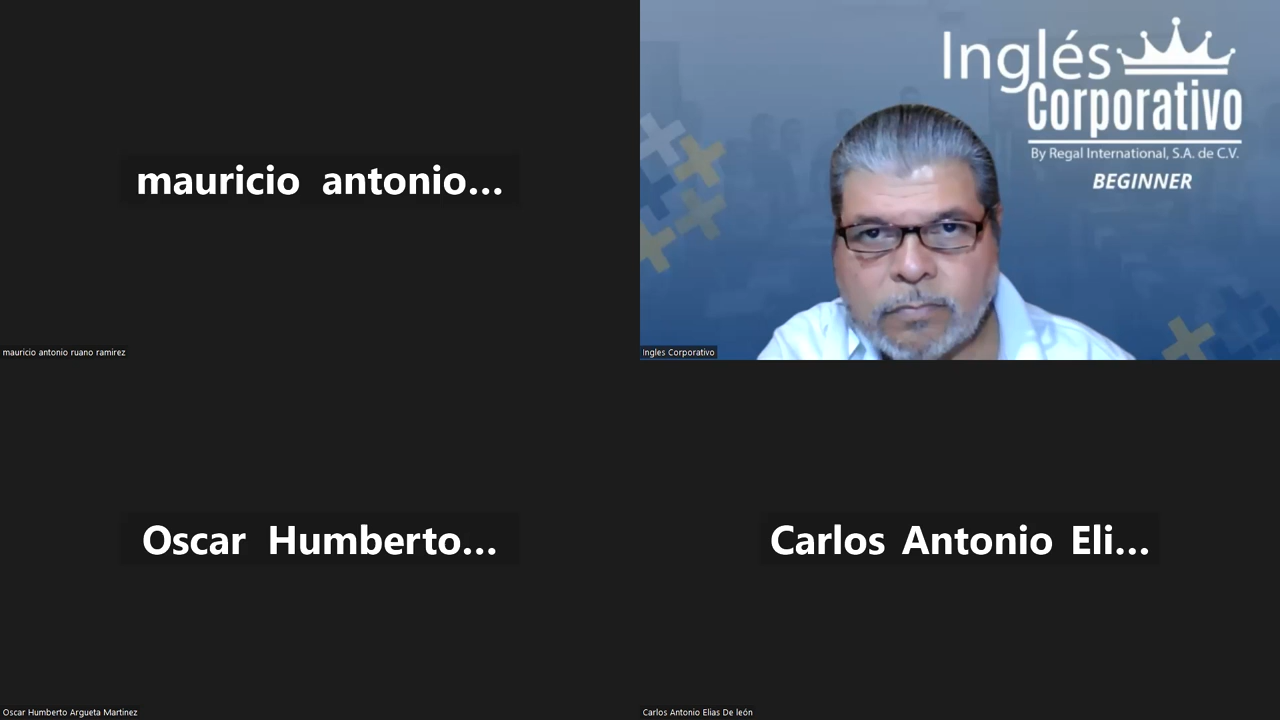 mauricio antonio...
mauricio antonio ruano ramirez
Inglés
Corporativo
By Regal International, S.A. de C.V.
BEGINNER
Ingles Corporativo
Oscar Humberto...
Oscar Humberto Argueta Martinez
Carlos Antonio Eli...
Carlos Antonio Elias De león